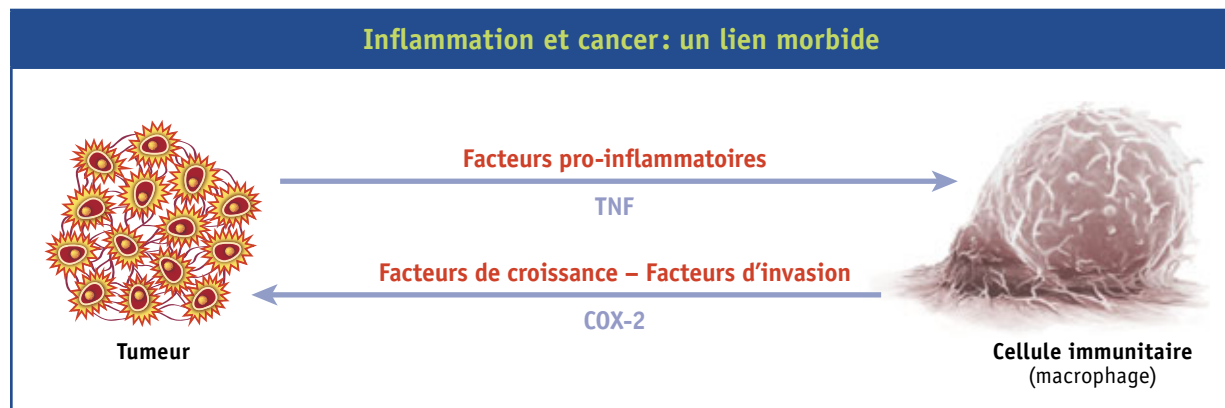 Inflammation et cancer: un lien morbide
Facteurs pro-inflammatoires
TNF
Facteurs de croissance – Facteurs d’invasion
COX-2
Tumeur
Cellule immunitaire
(macrophage)